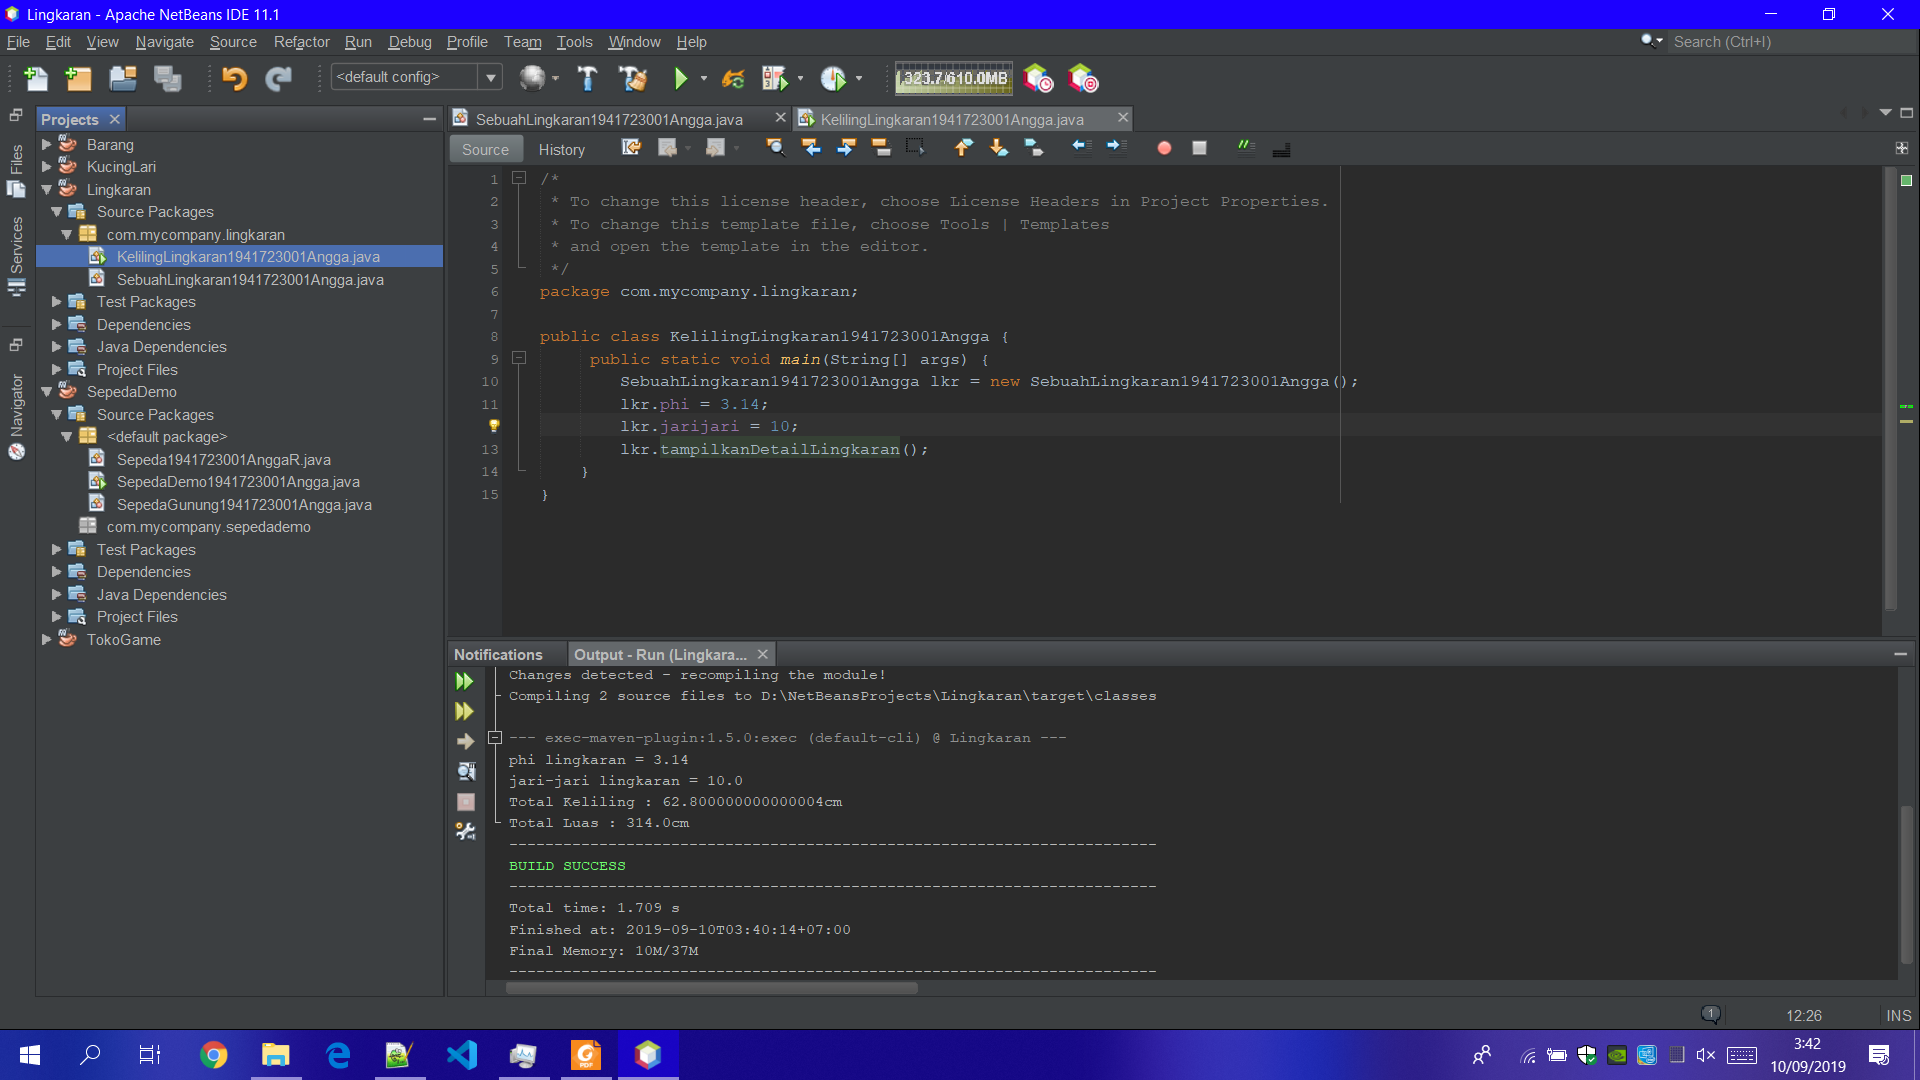 Lingkaran - Apache NetBeans IDE 11.1
File Edit View Navigate Source Refactor Run Debug Profile Team Tools Window Help
Search (Ctrl+I)
<default config>
323.7/610.0MB
Projects
Files
Services
Navigator
Barang
KucingLari
Lingkaran
Source Packages
com.mycompany.lingkaran
KelilingLingkaran1941723001Angga.java
SebuahLingkaran1941723001Angga.java
Test Packages
Dependencies
Java Dependencies
Project Files
SepedaDemo
Source Packages
<default package>
Sepeda1941723001AnggaR.java
SepedaDemo1941723001Angga.java
SepedaGunung1941723001Angga.java
com.mycompany.sepedademo
Test Packages
Dependencies
Java Dependencies
Project Files
TokoGame
SebuahLingkaran1941723001Angga.java
KelilingLingkaran1941723001Angga.java
Source History
1 /*
2 * To change this license header, choose License Headers in Project Properties.
3 * To change this template file, choose Tools | Templates
4 * and open the template in the editor.
5 */
6 package com.mycompany.lingkaran;
7
8 public class KelilingLingkaran1941723001Angga {
9 public static void main(String[] args) {
10 SebuahLingkaran1941723001Angga lkr = new SebuahLingkaran1941723001Angga();
11 lkr.phi = 3.14;
lkr.jarijari = 10;
13 lkr.tampilkanDetailLingkaran();
14 }
15 }
Notifications
Output - Run (Lingkara...
Changes detected - recompiling the module!
Compiling 2 source files to D:\NetBeansProjects\Lingkaran\target\classes
--- exec-maven-plugin:1.5.0:exec (default-cli) @ Lingkaran ---
phi lingkaran = 3.14
jari-jari lingkaran = 10.0
Total Keliling : 62.800000000000004cm
Total Luas : 314.0cm
------------------------------------------------------------------------
BUILD SUCCESS
------------------------------------------------------------------------
Total time: 1.709 s
Finished at: 2019-09-10T03:40:14+07:00
Final Memory: 10M/37M
------------------------------------------------------------------------
1
12:26
INS
3:42
10/09/2019